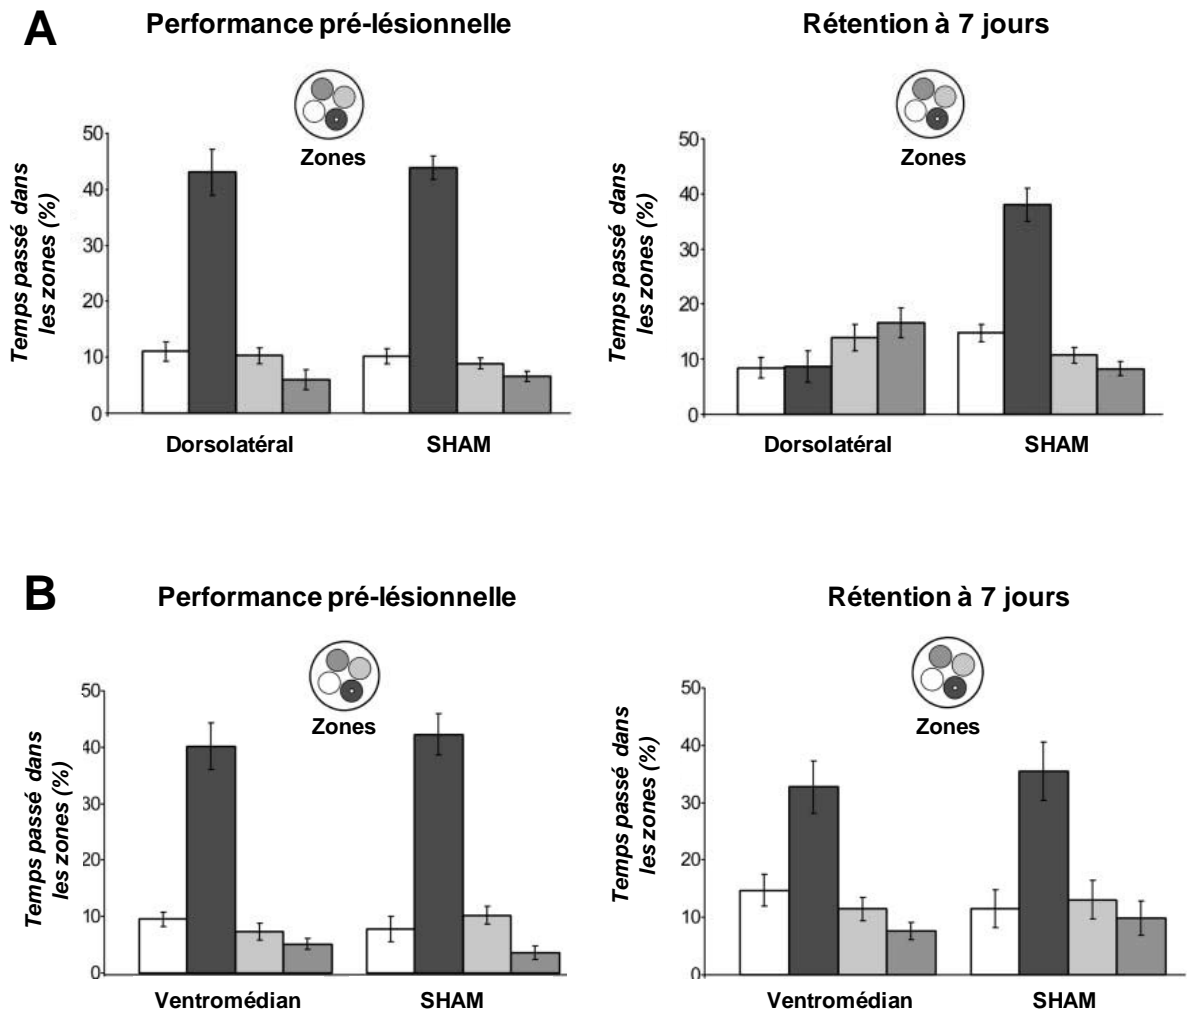 A
Performance pré-lésionnelle
Rétention à 7 jours
Zones
Zones
Temps passé dans
les zones (%)
50
40
30
20
10
0
Dorsolatéral
SHAM
Temps passé dans
les zones (%)
50
40
30
20
10
0
Dorsolatéral
SHAM
B
Performance pré-lésionnelle
Rétention à 7 jours
Zones
Zones
Temps passé dans
les zones (%)
50
40
30
20
10
0
Ventromédian
SHAM
Temps passé dans
les zones (%)
50
40
30
20
10
0
Ventromédian
SHAM